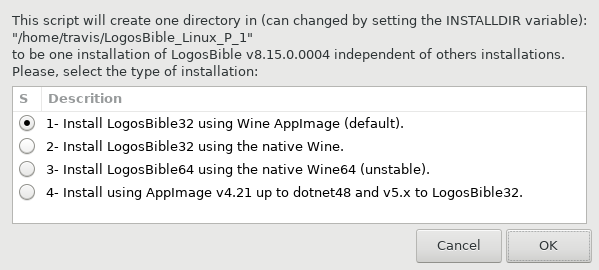 This script will create one directory in (can changed by setting the INSTALLDIR variable):
"/home/travis/LogosBible_Linux_P_1"
to be one installation of LogosBible v8.15.0.0004 independent of others installations.
Please, select the type of installation:
S Descrition
1- Install LogosBible32 using Wine AppImage (default).
2- Install LogosBible32 using the native Wine.
3- Install LogosBible64 using the native Wine64 (unstable).
4- Install using AppImage v4.21 up to dotnet48 and v5.x to LogosBible32.
Cancel OK